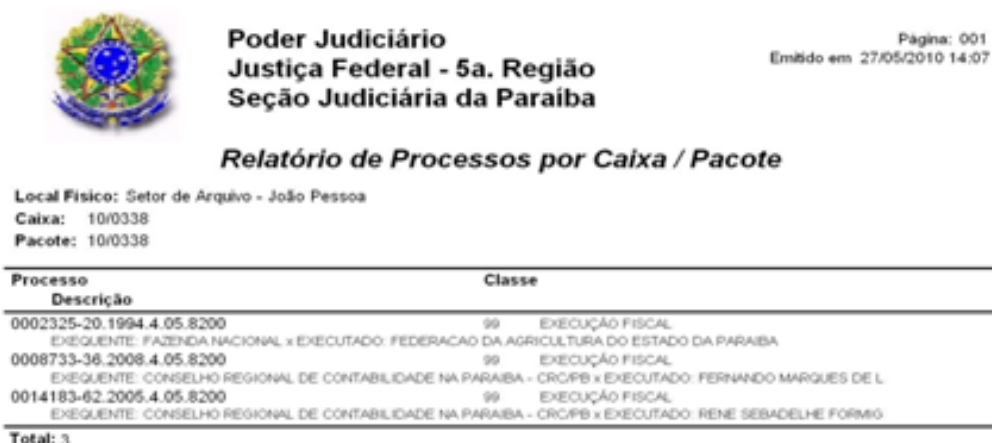 Poder Judiciário
Justiça Federal - 5a. Região
Seção Judiciária da Paraíba
Página: 001
Emitido em 27/05/2010 14:07
Relatório de Processos por Caixa / Pacote
Local Físico: Setor de Arquivo - João Pessoa
Caixa: 10/0338
Pacote: 10/0338
Processo Classe
Descrição
0002325-20.1994.4.05.8200 99 EXECUÇÃO FISCAL
EXEQUENTE: FAZENDA NACIONAL x EXECUTADO: FEDERACAO DA AGRICULTURA DO ESTADO DA PARAIBA
0008733-36.2008.4.05.8200 99 EXECUÇÃO FISCAL
EXEQUENTE: CONSELHO REGIONAL DE CONTABILIDADE NA PARAIBA - CRC/PB x EXECUTADO: FERNANDO MARQUES DE L
0014183-62.2005.4.05.8200 99 EXECUÇÃO FISCAL
EXEQUENTE: CONSELHO REGIONAL DE CONTABILIDADE NA PARAIBA - CRC/PB x EXECUTADO: RENE SEBADELHE FORMIG
Total: 3